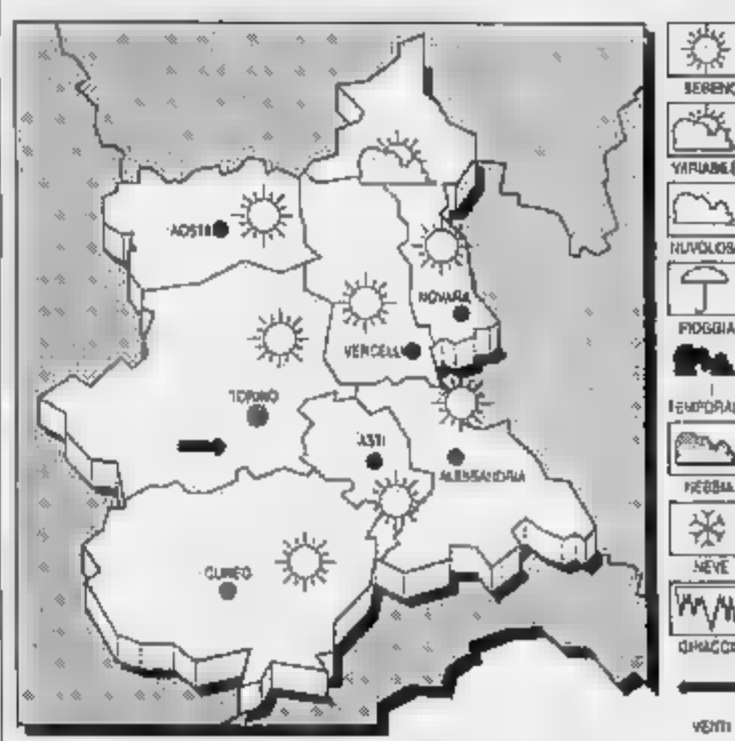 AOSTA
NOVARA
VERCELLI
TORINO
ASTI
ALESSANDRIA
CUNEO
SERENO
VARIABILE
NUVOLOSO
PIOGGIA
TEMPORALE
NEBBIA
NEVE
GHIACCIO
VENTI